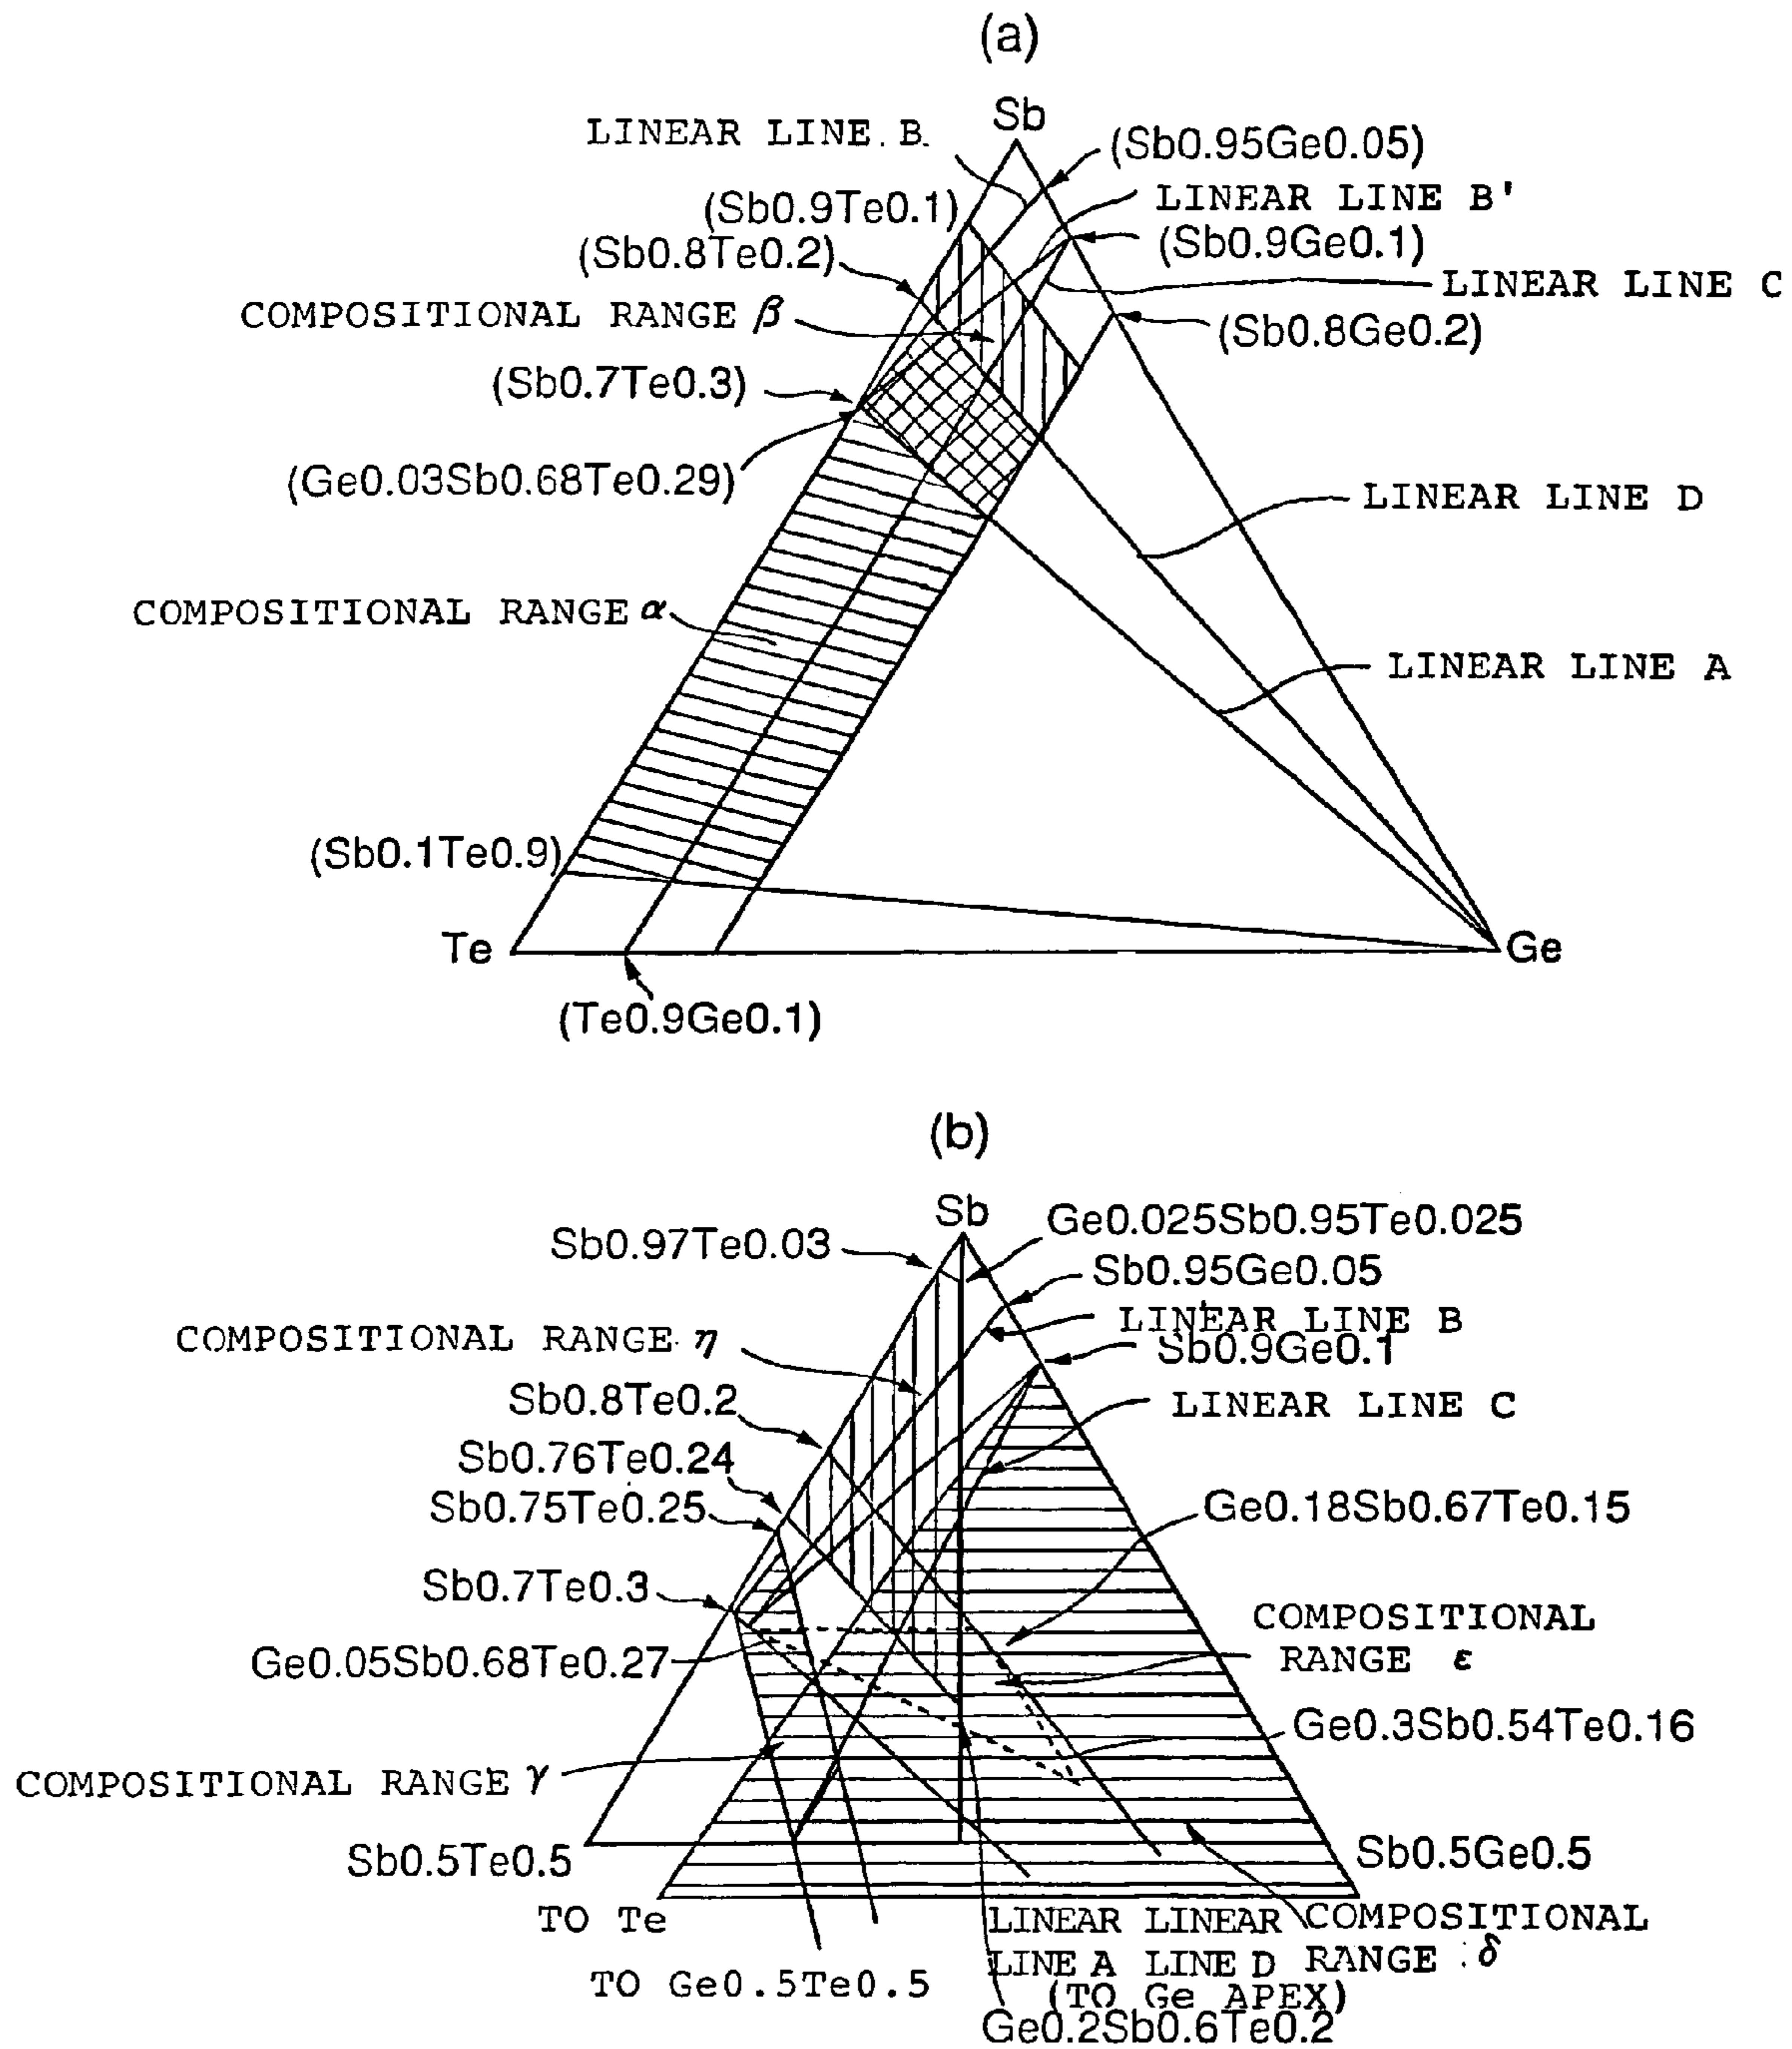 (a)
Sb
LINEAR LINE B
(Sb0.95Ge0.05)
(Sb0.9Te0.1)
LINEAR LINE B'
(Sb0.8Te0.2)
(Sb0.9Ge0.1)
LINEAR LINE C
COMPOSITIONAL RANGE β
(Sb0.8Ge0.2)
(Sb0.7Te0.3)
(Ge0.03Sb0.68Te0.29)
LINEAR LINE D
COMPOSITIONAL RANGE α
LINEAR LINE A
(Sb0.1Te0.9)
Te
Ge
(Te0.9Ge0.1)
(b)
Sb
Ge0.025Sb0.95Te0.025
Sb0.97Te0.03
Sb0.95Ge0.05
LINEAR LINE B
COMPOSITIONAL RANGE η
Sb0.9Ge0.1
Sb0.8Te0.2
LINEAR LINE C
Sb0.76Te0.24
Sb0.75Te0.25
Ge0.18Sb0.67Te0.15
Sb0.7Te0.3
COMPOSITIONAL
RANGE ε
Ge0.05Sb0.68Te0.27
Ge0.3Sb0.54Te0.16
COMPOSITIONAL RANGE γ
Sb0.5Te0.5
Sb0.5Ge0.5
TO Te
LINEAR LINEAR COMPOSITIONAL
LINE A LINE D RANGE δ
TO Ge0.5Te0.5
(TO Ge APEX)
Ge0.2Sb0.6Te0.2